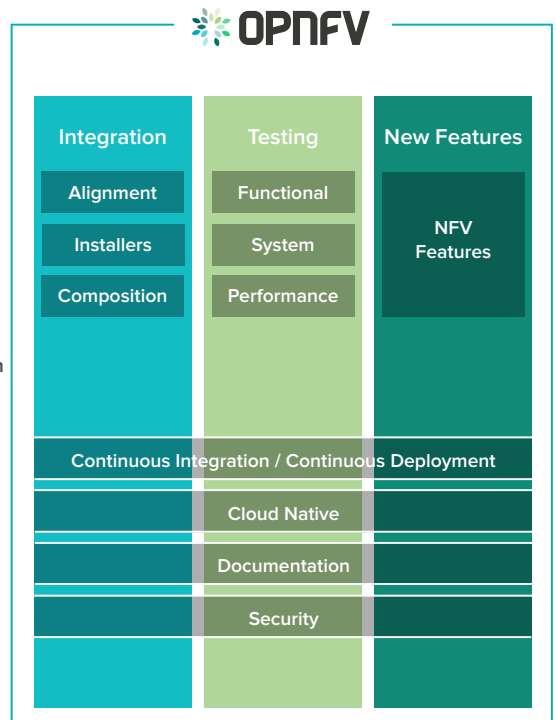 OPNFV
Integration
Testing
New Features
Alignment
Installers
Composition
Functional
System
Performance
NFV
Features
Continuous Integration / Continuous Deployment
Cloud Native
Documentation
Security